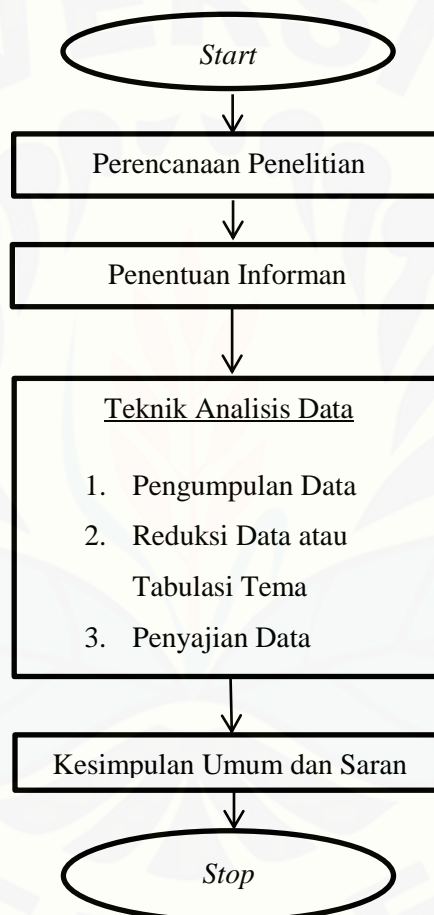 Start
Perencanaan Penelitian
Penentuan Informan
Teknik Analisis Data
1. Pengumpulan Data
2. Reduksi Data atau
Tabulasi Tema
3. Penyajian Data
Kesimpulan Umum dan Saran
Stop